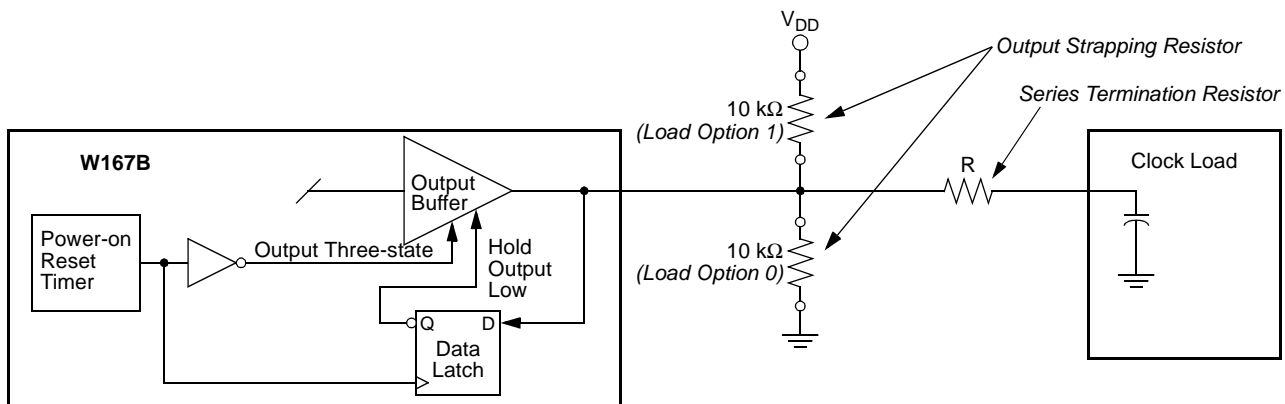 V_DD
Output Strapping Resistor
10 kΩ
(Load Option 1)
Series Termination Resistor
W167B
Clock Load
Output
Buffer
R
Power-on
Reset
Timer
Output Three-state
Hold
Output
Low
10 kΩ
(Load Option 0)
Q D
Data
Latch